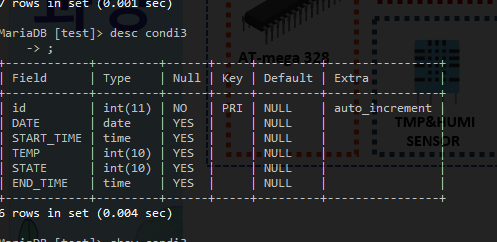 7 rows in set (0.001 sec)
MariaDB [test]> desc condi3
    -> ;
+------------+---------+------+-----+---------+----------------+
| Field      | Type    | Null | Key | Default | Extra          |
+------------+---------+------+-----+---------+----------------+
| id         | int(11) | NO   | PRI | NULL    | auto_increment |
| DATE       | date    | YES  |     | NULL    |                |
| START_TIME | time    | YES  |     | NULL    |                |
| TEMP       | int(10) | YES  |     | NULL    |                |
| STATE      | int(10) | YES  |     | NULL    |                |
| END_TIME   | time    | YES  |     | NULL    |                |
+------------+---------+------+-----+---------+----------------+
6 rows in set (0.004 sec)
MariaDB [test]> show condi3
AT-mega 328
TMP&HUMI
SENSOR